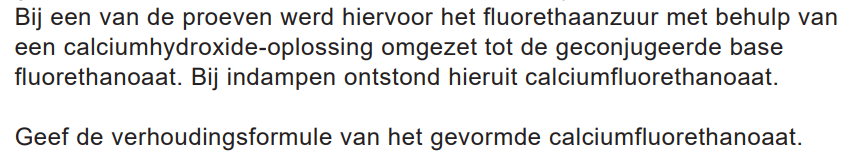 Bij een van de proeven werd hiervoor het fluorethaanzuur met behulp van
een calciumhydroxide-oplossing omgezet tot de geconjugeerde base
fluorethanoaat. Bij indampen ontstond hieruit calciumfluorethanoaat.
Geef de verhoudingsformule van het gevormde calciumfluorethanoaat.